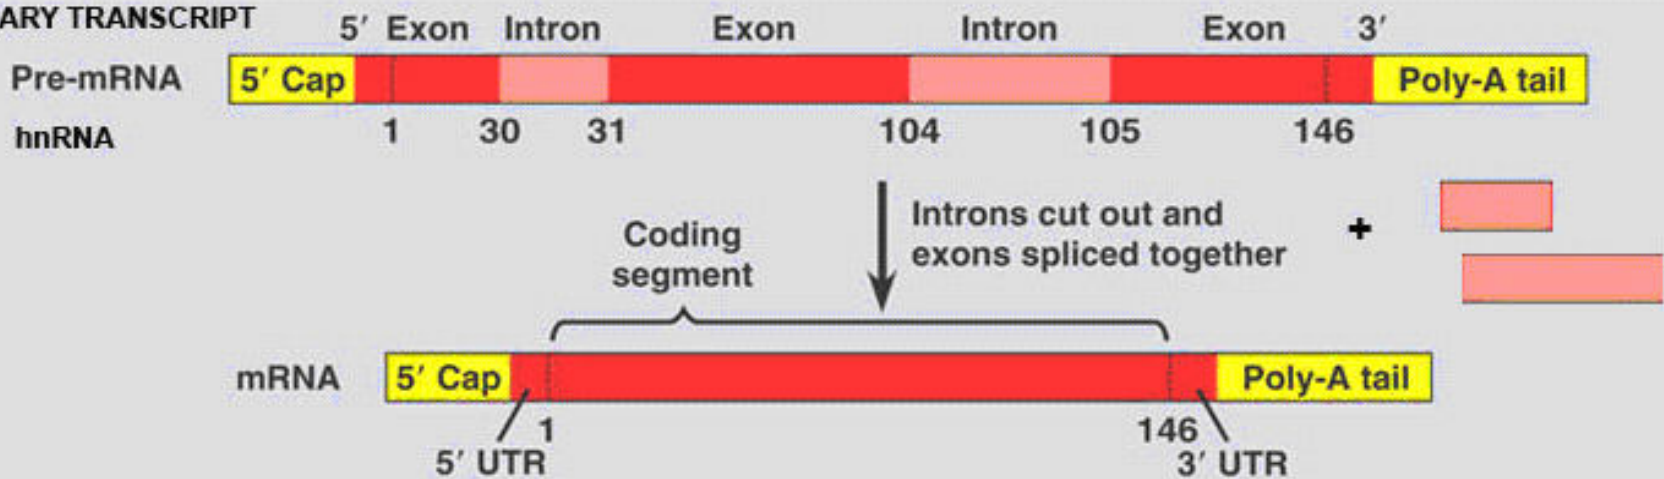 ARY TRANSCRIPT
5′ Exon Intron Exon Intron Exon 3′
Pre-mRNA 5′ Cap Poly-A tail
hnRNA 1 30 31 104 105 146
Coding segment
Introns cut out and
exons spliced together
+
mRNA 5′ Cap Poly-A tail
1 146
5′ UTR 3′ UTR